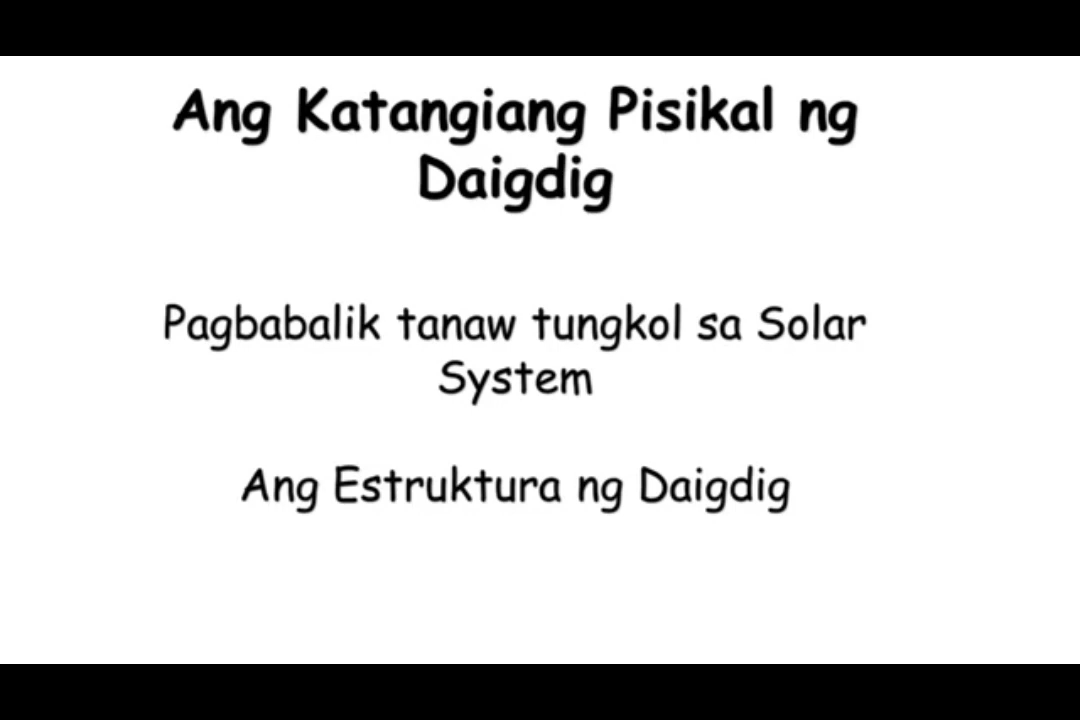 Ang Katangiang Pisikal ng
Daigdig
Pagbabalik tanaw tungkol sa Solar
System
Ang Estruktura ng Daigdig